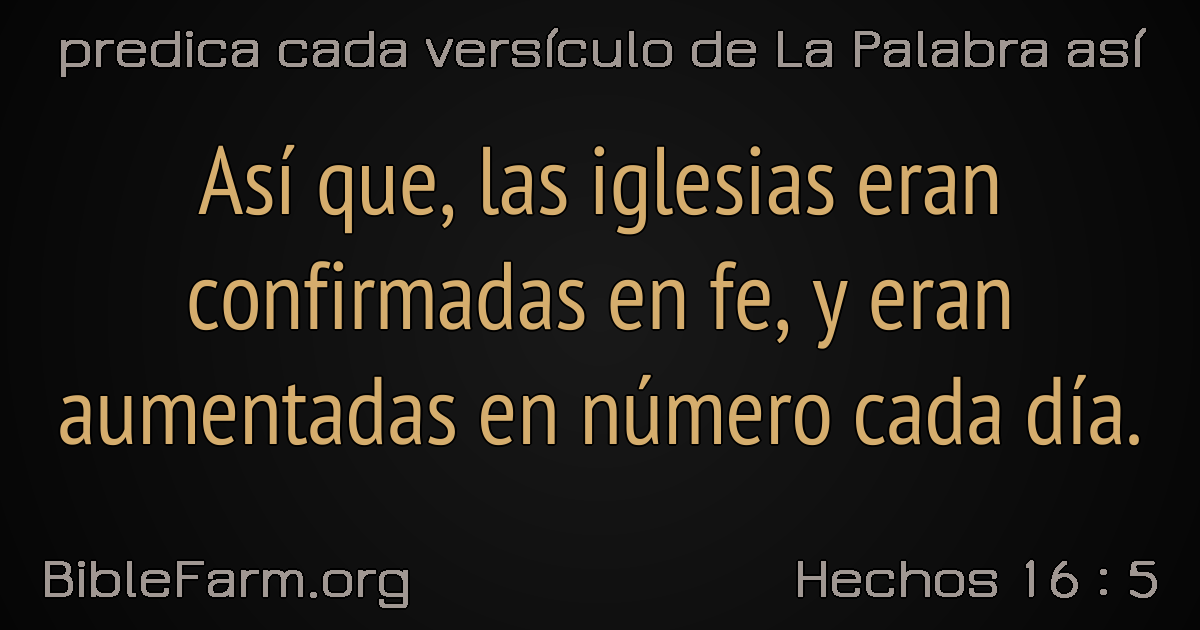 predica cada versículo de La Palabra así
Así que, las iglesias eran
confirmadas en fe, y eran
aumentadas en número cada día.
BibleFarm.org
Hechos 16 : 5